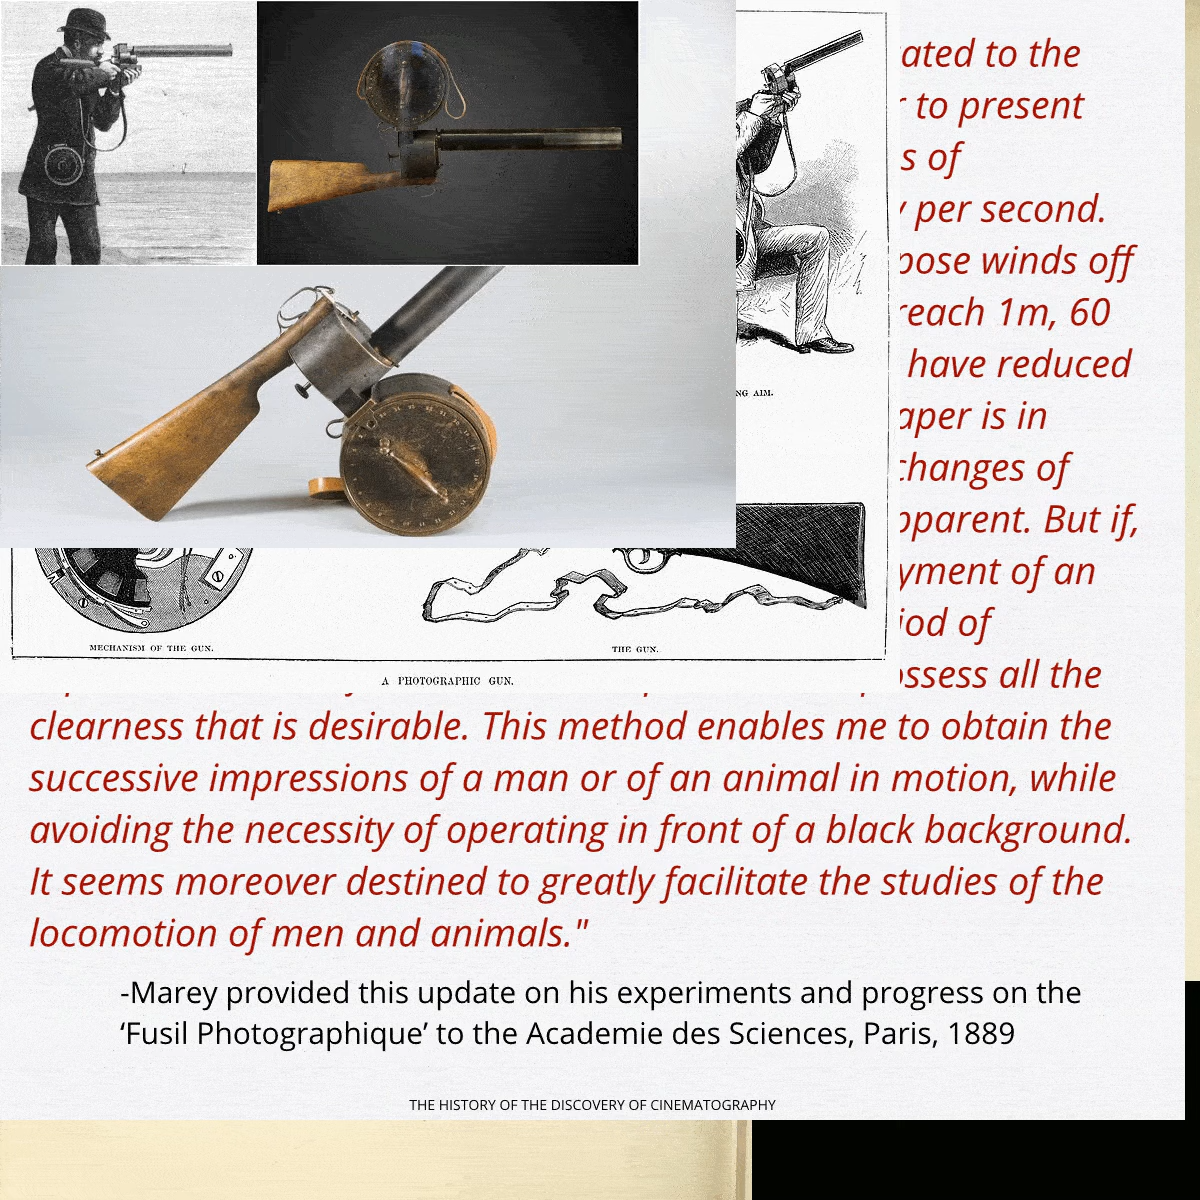 ated to the
to present
s of
per second.
pose winds off
reach 1m, 60
have reduced
NG AIM.
aper is in
changes of
pparent. But if,
yment of an
iod of
MECHANISM OF THE GUN.
THE GUN.
ossess all the
A PHOTOGRAPHIC GUN.
clearness that is desirable. This method enables me to obtain the
successive impressions of a man or of an animal in motion, while
avoiding the necessity of operating in front of a black background.
It seems moreover destined to greatly facilitate the studies of the
locomotion of men and animals."
-Marey provided this update on his experiments and progress on the
‘Fusil Photographique’ to the Academie des Sciences, Paris, 1889
THE HISTORY OF THE DISCOVERY OF CINEMATOGRAPHY